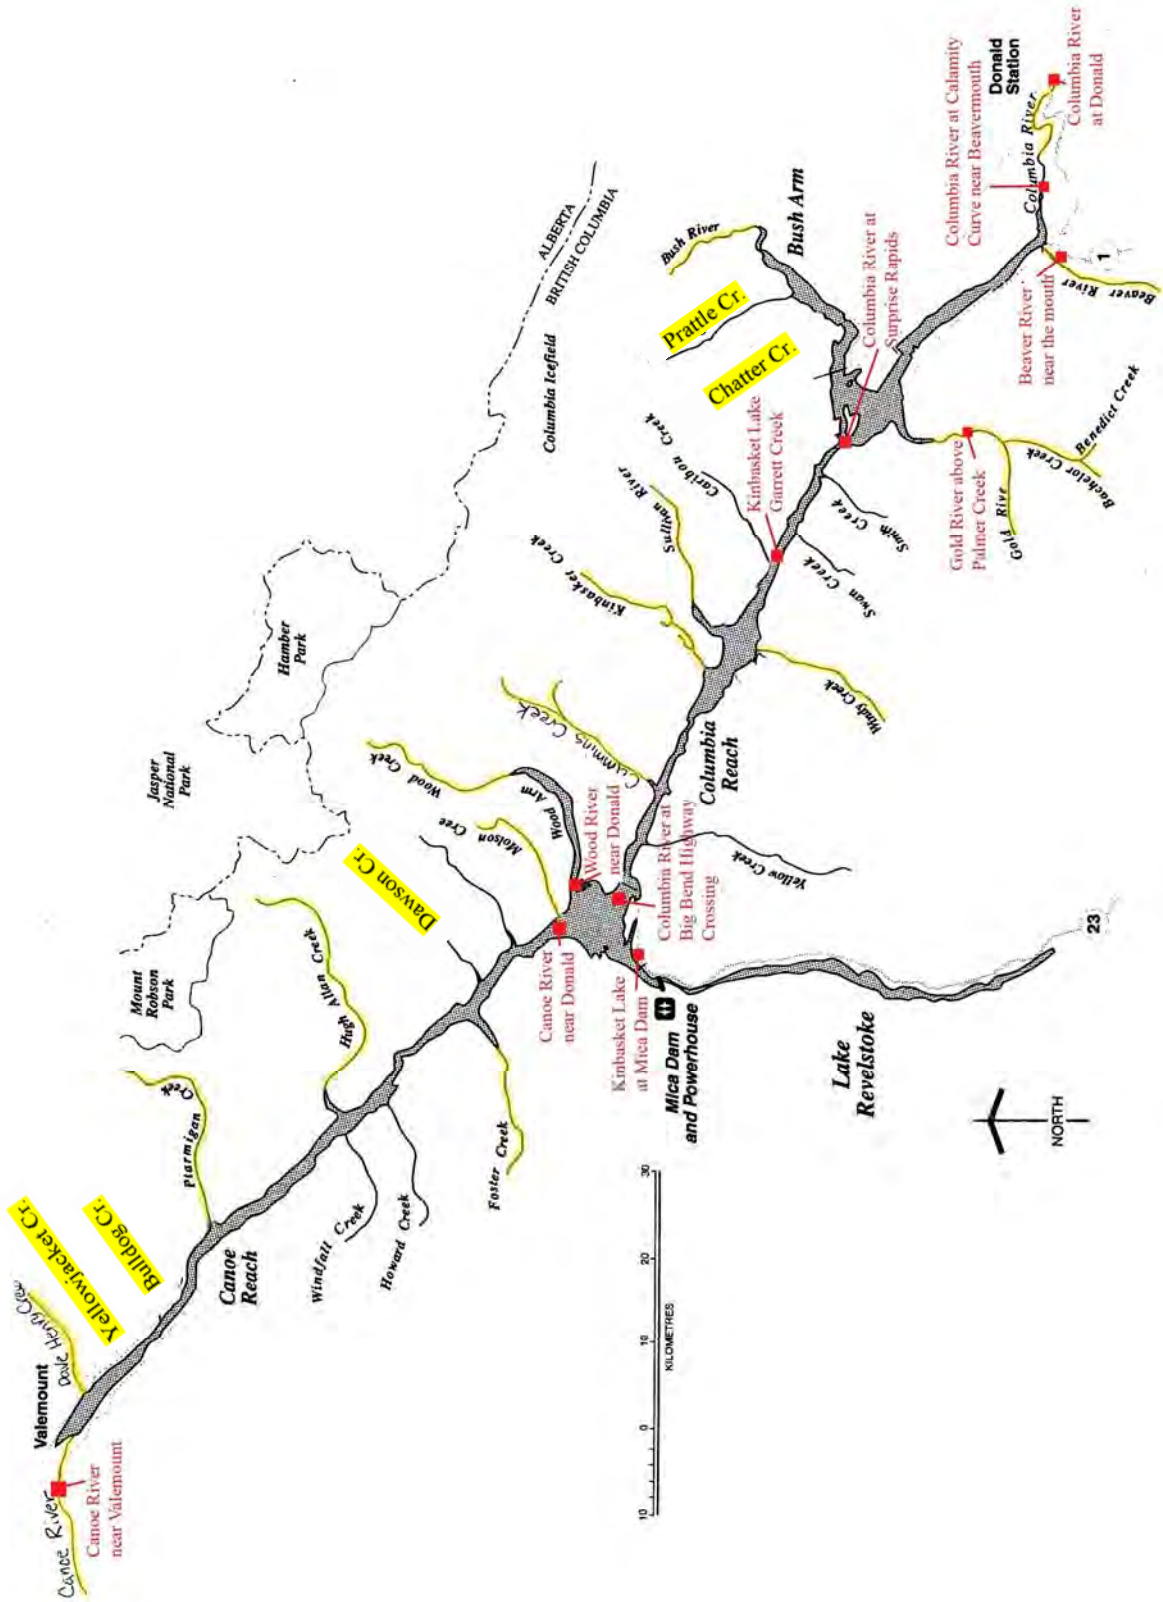 Canoe River
Canoe River
near Valemount
Valemount
Dave Henry Cree
Yellowjacket Cr.
Bulldog Cr.
Ptarmigan
Creek
Canoe
Reach
Windfall Creek
Howard Creek
Hugh Allan Creek
Mount
Robson
Park
Jasper
National
Park
Hamber
Park
Dawson Cr.
Foster Creek
Canoe River
near Donald
Kinbasket Lake
at Mica Dam
Mica Dam
and Powerhouse
Lake
Revelstoke
23
Molson Cree
Wood Creek
Wood Arm
Wood River
near Donald
Columbia River at
Big Bend Highway
Crossing
Yellow Creek
Cummins Creek
Columbia
Reach
Kinbasket Creek
Sullivan River
Windy Creek
Caribou Creek
Kinbasket Lake
Garrett Creek
Swan Creek
Smith Creek
Columbia Icefield
ALBERTA
BRITISH COLUMBIA
Chatter Cr.
Prattle Cr.
Bush River
Bush Arm
Columbia River at
Surprise Rapids
Gold River above
Palmer Creek
Gold Rive
Bachelor Creek
Benedict Creek
Beaver River
near the mouth
Beaver River
1
Columbia River at Calamity
Curve near Beavermouth
Columbia River
Donald
Station
Columbia River
at Donald
10
0
10
20
30
KILOMETRES
NORTH